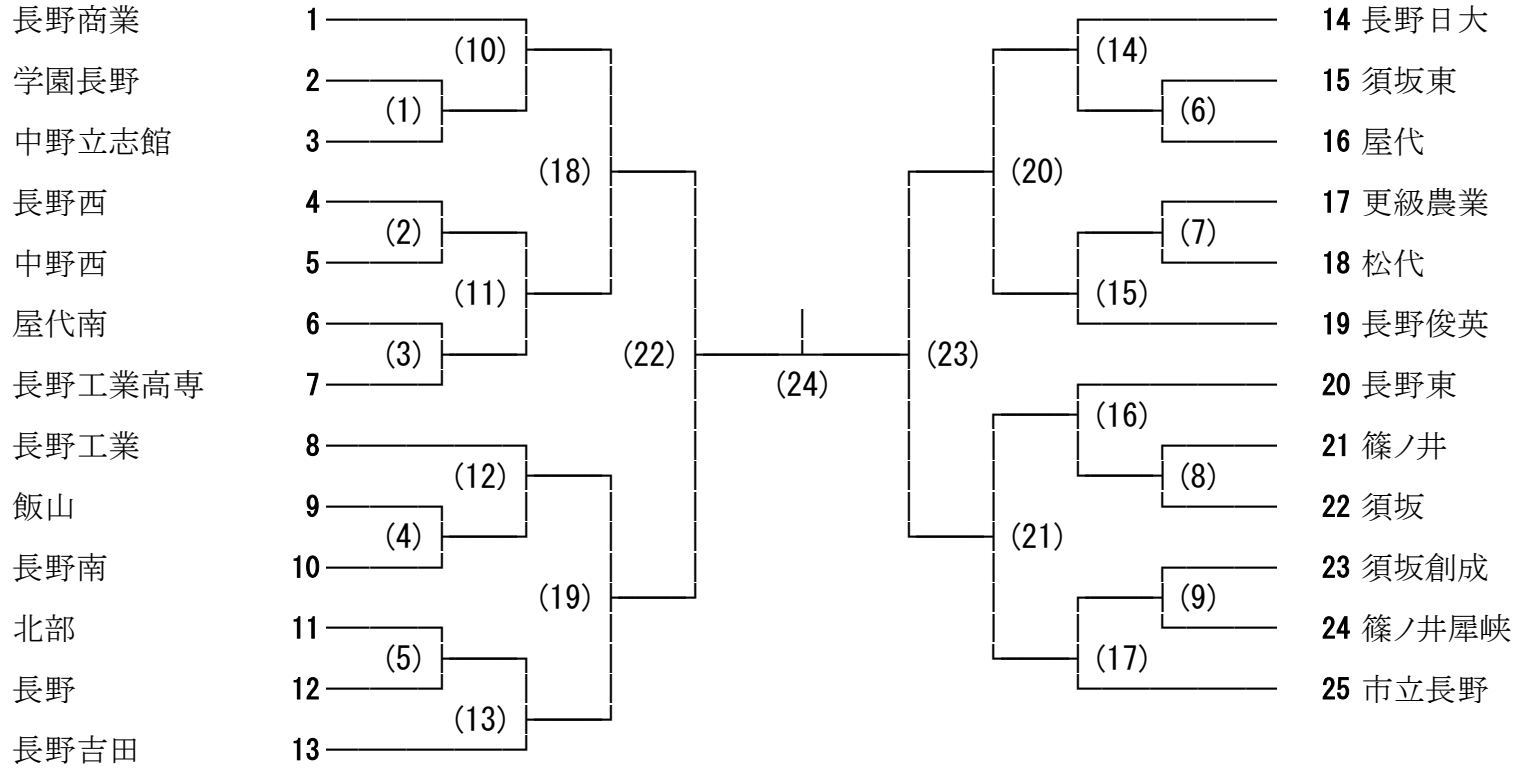 長野商業 1
学園長野 2
中野立志館 3
長野西 4
中野西 5
屋代南 6
長野工業高専 7
長野工業 8
飯山 9
長野南 10
北部 11
長野 12
長野吉田 13
(10)
(1)
(18)
(2)
(11)
(3)
(22)
(12)
(4)
(19)
(5)
(13)
(24)
(14)
(6)
(20)
(7)
(15)
(23)
(16)
(8)
(21)
(9)
(17)
14 長野日大
15 須坂東
16 屋代
17 更級農業
18 松代
19 長野俊英
20 長野東
21 篠ノ井
22 須坂
23 須坂創成
24 篠ノ井犀峡
25 市立長野